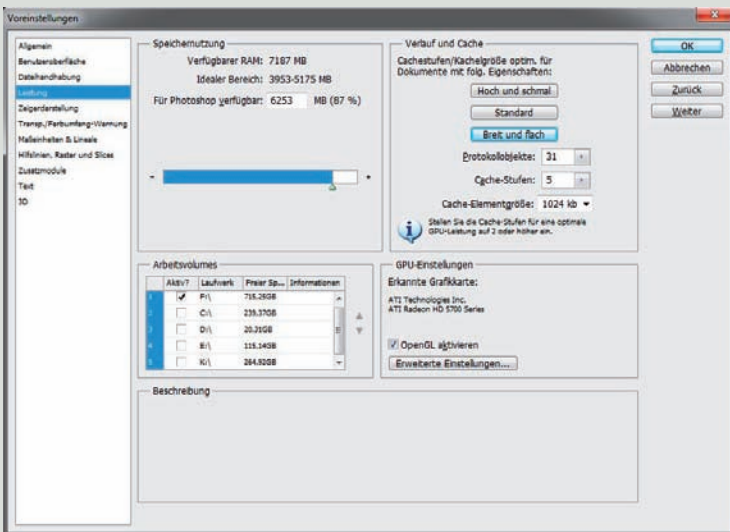 Voreinstellungen
Allgemein
Benutzeroberfläche
Dateihandhabung
Leistung
Zeigerdarstellung
Transp./Farbumfang-Warnung
Maßeinheiten & Lineale
Hilfslinien, Raster und Slices
Zusatzmodule
Text
3D
Speichernutzung
Verfügbarer RAM: 7187 MB
Idealer Bereich: 3953-5175 MB
Für Photoshop verfügbar: 6253 MB (87 %)
- +
Verlauf und Cache
Cachestufen/Kachelgröße optim. für
Dokumente mit folg. Eigenschaften:
Hoch und schmal
Standard
Breit und flach
Protokollobjekte: 31
Cache-Stufen: 5
Cache-Elementgröße: 1024 kb
Stellen Sie die Cache-Stufen für eine optimale
GPU-Leistung auf 2 oder höher ein.
OK
Abbrechen
Zurück
Weiter
Arbeitsvolumes
Aktiv? Laufwerk Freier Sp... Informationen
1 F:\ 715.25GB
2 C:\ 239.37GB
3 D:\ 20.31GB
4 E:\ 115.14GB
5 K:\ 264.92GB
GPU-Einstellungen
Erkannte Grafikkarte:
ATI Technologies Inc.
ATI Radeon HD 5700 Series
OpenGL aktivieren
Erweiterte Einstellungen...
Beschreibung